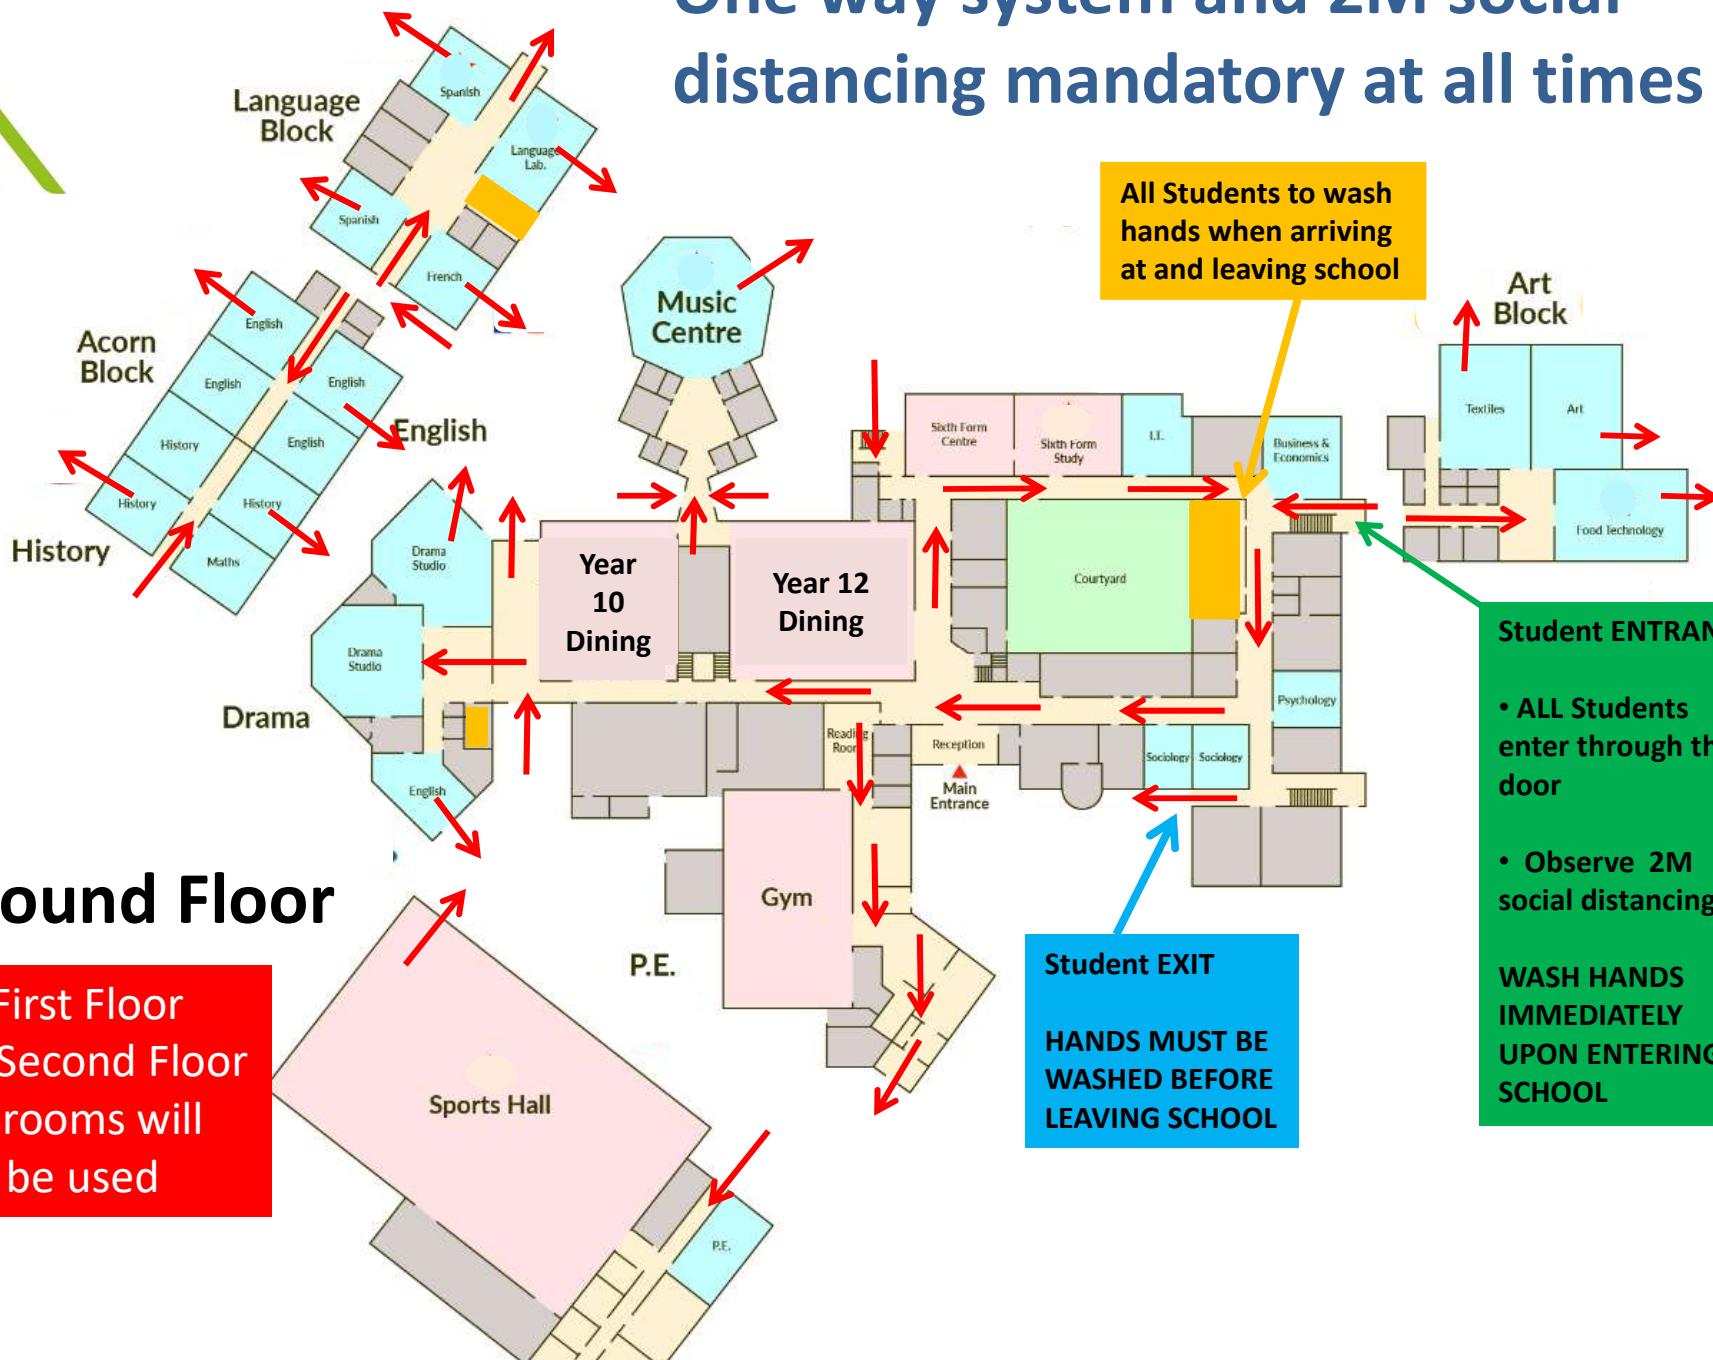 One way system and 2M social
distancing mandatory at all times
Language
Block
Spanish
Language
Lab.
Spanish
French
Acorn
Block
English
English
English
English
History
English
History
History
Maths
History
Music
Centre
All Students to wash
hands when arriving
at and leaving school
Art
Block
Textiles
Art
Food Technology
Sixth Form
Centre
Sixth Form
Study
I.T.
Business &
Economics
Courtyard
Year
10
Dining
Year 12
Dining
Drama
Studio
Drama
Studio
Drama
English
Reading
Room
Reception
Main
Entrance
Sociology
Sociology
Psychology
Student ENTRAN
• ALL Students
enter through th
door
• Observe 2M
social distancing
WASH HANDS
IMMEDIATELY
UPON ENTERING
SCHOOL
Student EXIT
HANDS MUST BE
WASHED BEFORE
LEAVING SCHOOL
Gym
P.E.
Sports Hall
P.E.
ound Floor
First Floor
Second Floor
rooms will
be used